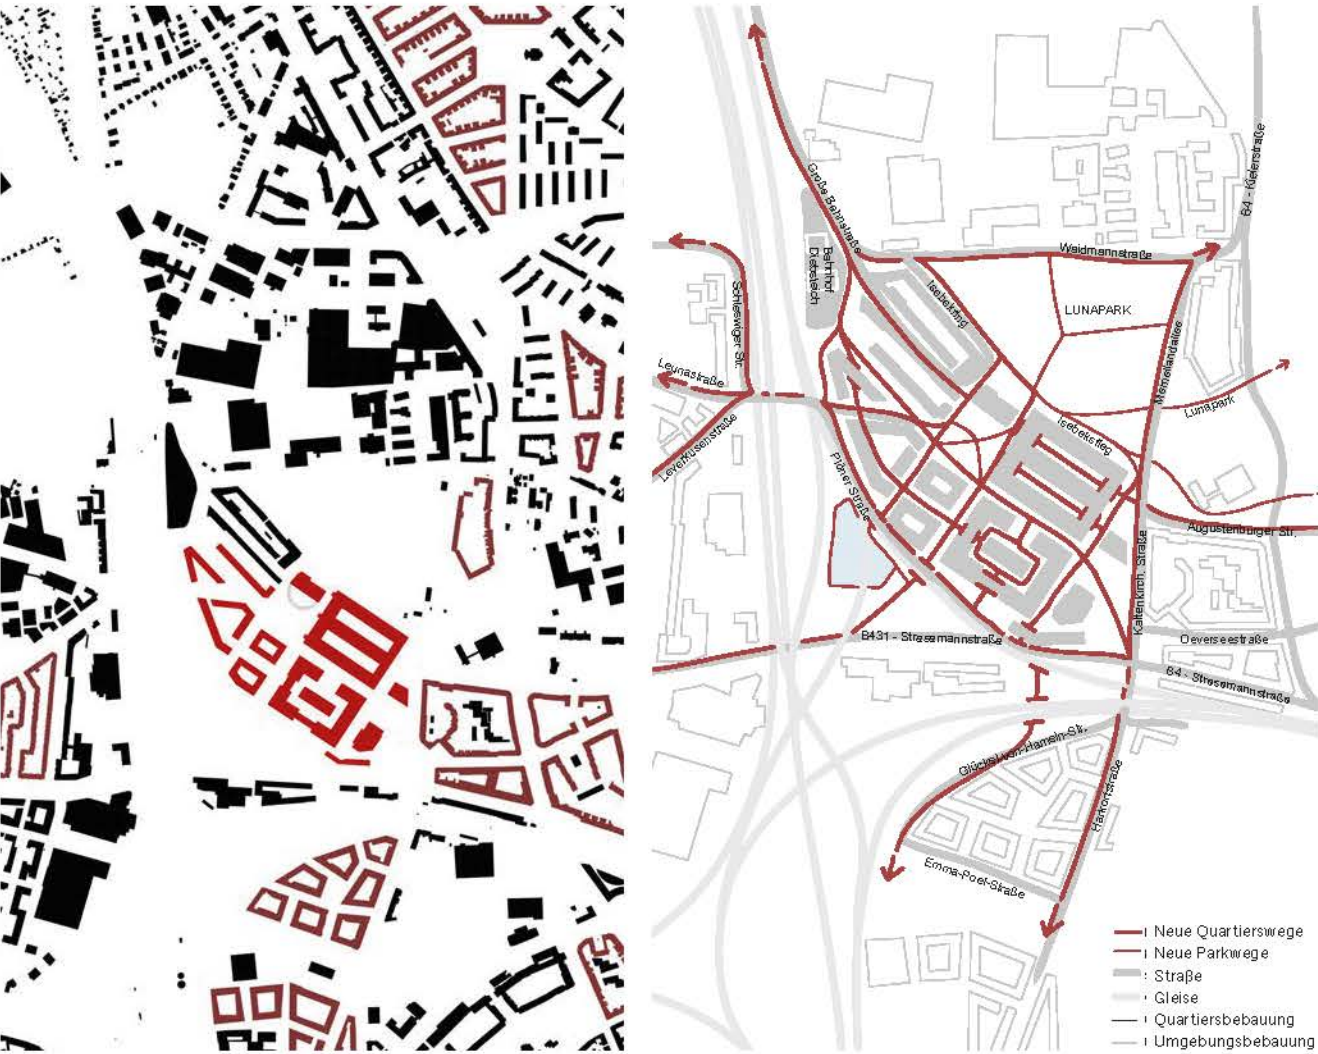 B4 - Kielerstraße
Große Bahnstraße
Waidmannstraße
Bahnhof
Diebsteich
Schleswiger Str.
Isebekring
LUNAPARK
Memellandallee
Leunastraße
Lunapark
Leverkusenstraße
Isebekstieg
Plöner Straße
Augustenburger Str.
Kaltenkirch. Straße
B431 - Stresemannstraße
Oeverseestraße
B4 - Stresemannstraße
Glücksl.von-Hameln-Str.
Harkortstraße
Emma-Poel-Straße
Neue Quartierswege
Neue Parkwege
Straße
Gleise
Quartiersbebauung
Umgebungsbebauung